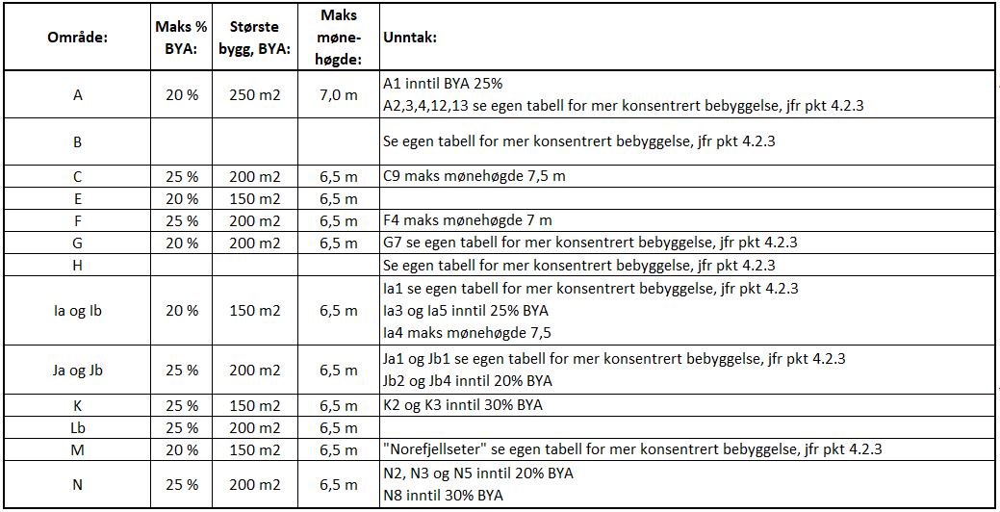 Område: Maks % BYA: Største bygg, BYA: Maks møne-høgde: Unntak:
A 20 % 250 m2 7,0 m A1 inntil BYA 25%
A2,3,4,12,13 se egen tabell for mer konsentrert bebyggelse, jfr pkt 4.2.3
B Se egen tabell for mer konsentrert bebyggelse, jfr pkt 4.2.3
C 25 % 200 m2 6,5 m C9 maks mønehøgde 7,5 m
E 20 % 150 m2 6,5 m
F 25 % 200 m2 6,5 m F4 maks mønehøgde 7 m
G 20 % 200 m2 6,5 m G7 se egen tabell for mer konsentrert bebyggelse, jfr pkt 4.2.3
H Se egen tabell for mer konsentrert bebyggelse, jfr pkt 4.2.3
Ia1 se egen tabell for mer konsentrert bebyggelse, jfr pkt 4.2.3
Ia og Ib 20 % 150 m2 6,5 m Ia3 og Ia5 inntil 25% BYA
Ia4 maks mønehøgde 7,5
Ja og Jb 25 % 200 m2 6,5 m Ja1 og Jb1 se egen tabell for mer konsentrert bebyggelse, jfr pkt 4.2.3
Jb2 og Jb4 inntil 20% BYA
K 25 % 150 m2 6,5 m K2 og K3 inntil 30% BYA
Lb 25 % 200 m2 6,5 m
M 20 % 150 m2 6,5 m "Norefjellseter" se egen tabell for mer konsentrert bebyggelse, jfr pkt 4.2.3
N 25 % 200 m2 6,5 m N2, N3 og N5 inntil 20% BYA
N8 inntil 30% BYA